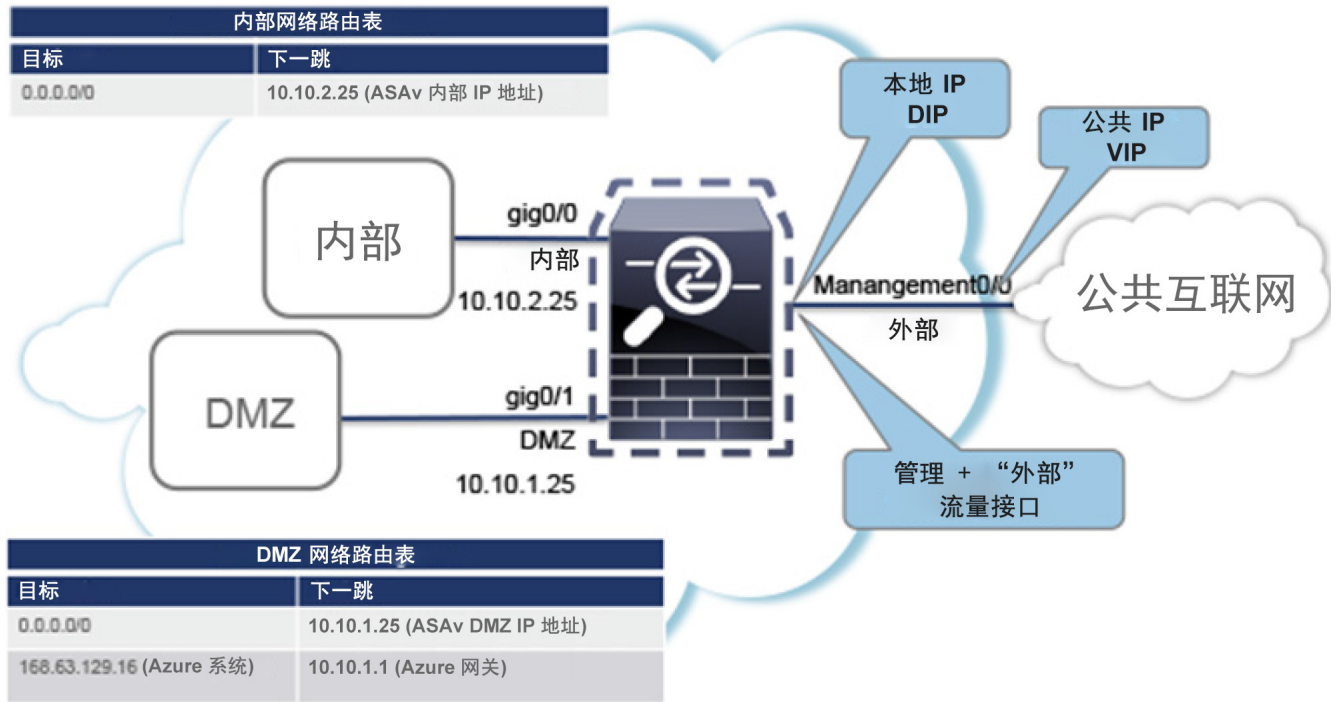 内部网络路由表
目标 下一跳
0.0.0.0/0 10.10.2.25 (ASAv 内部 IP 地址)
本地 IP
DIP
公共 IP
VIP
内部
gig0/0
内部
10.10.2.25
Manangement0/0
外部
公共互联网
DMZ
gig0/1
DMZ
10.10.1.25
管理 + “外部”
流量接口
DMZ 网络路由表
目标 下一跳
0.0.0.0/0 10.10.1.25 (ASAv DMZ IP 地址)
168.63.129.16 (Azure 系统) 10.10.1.1 (Azure 网关)